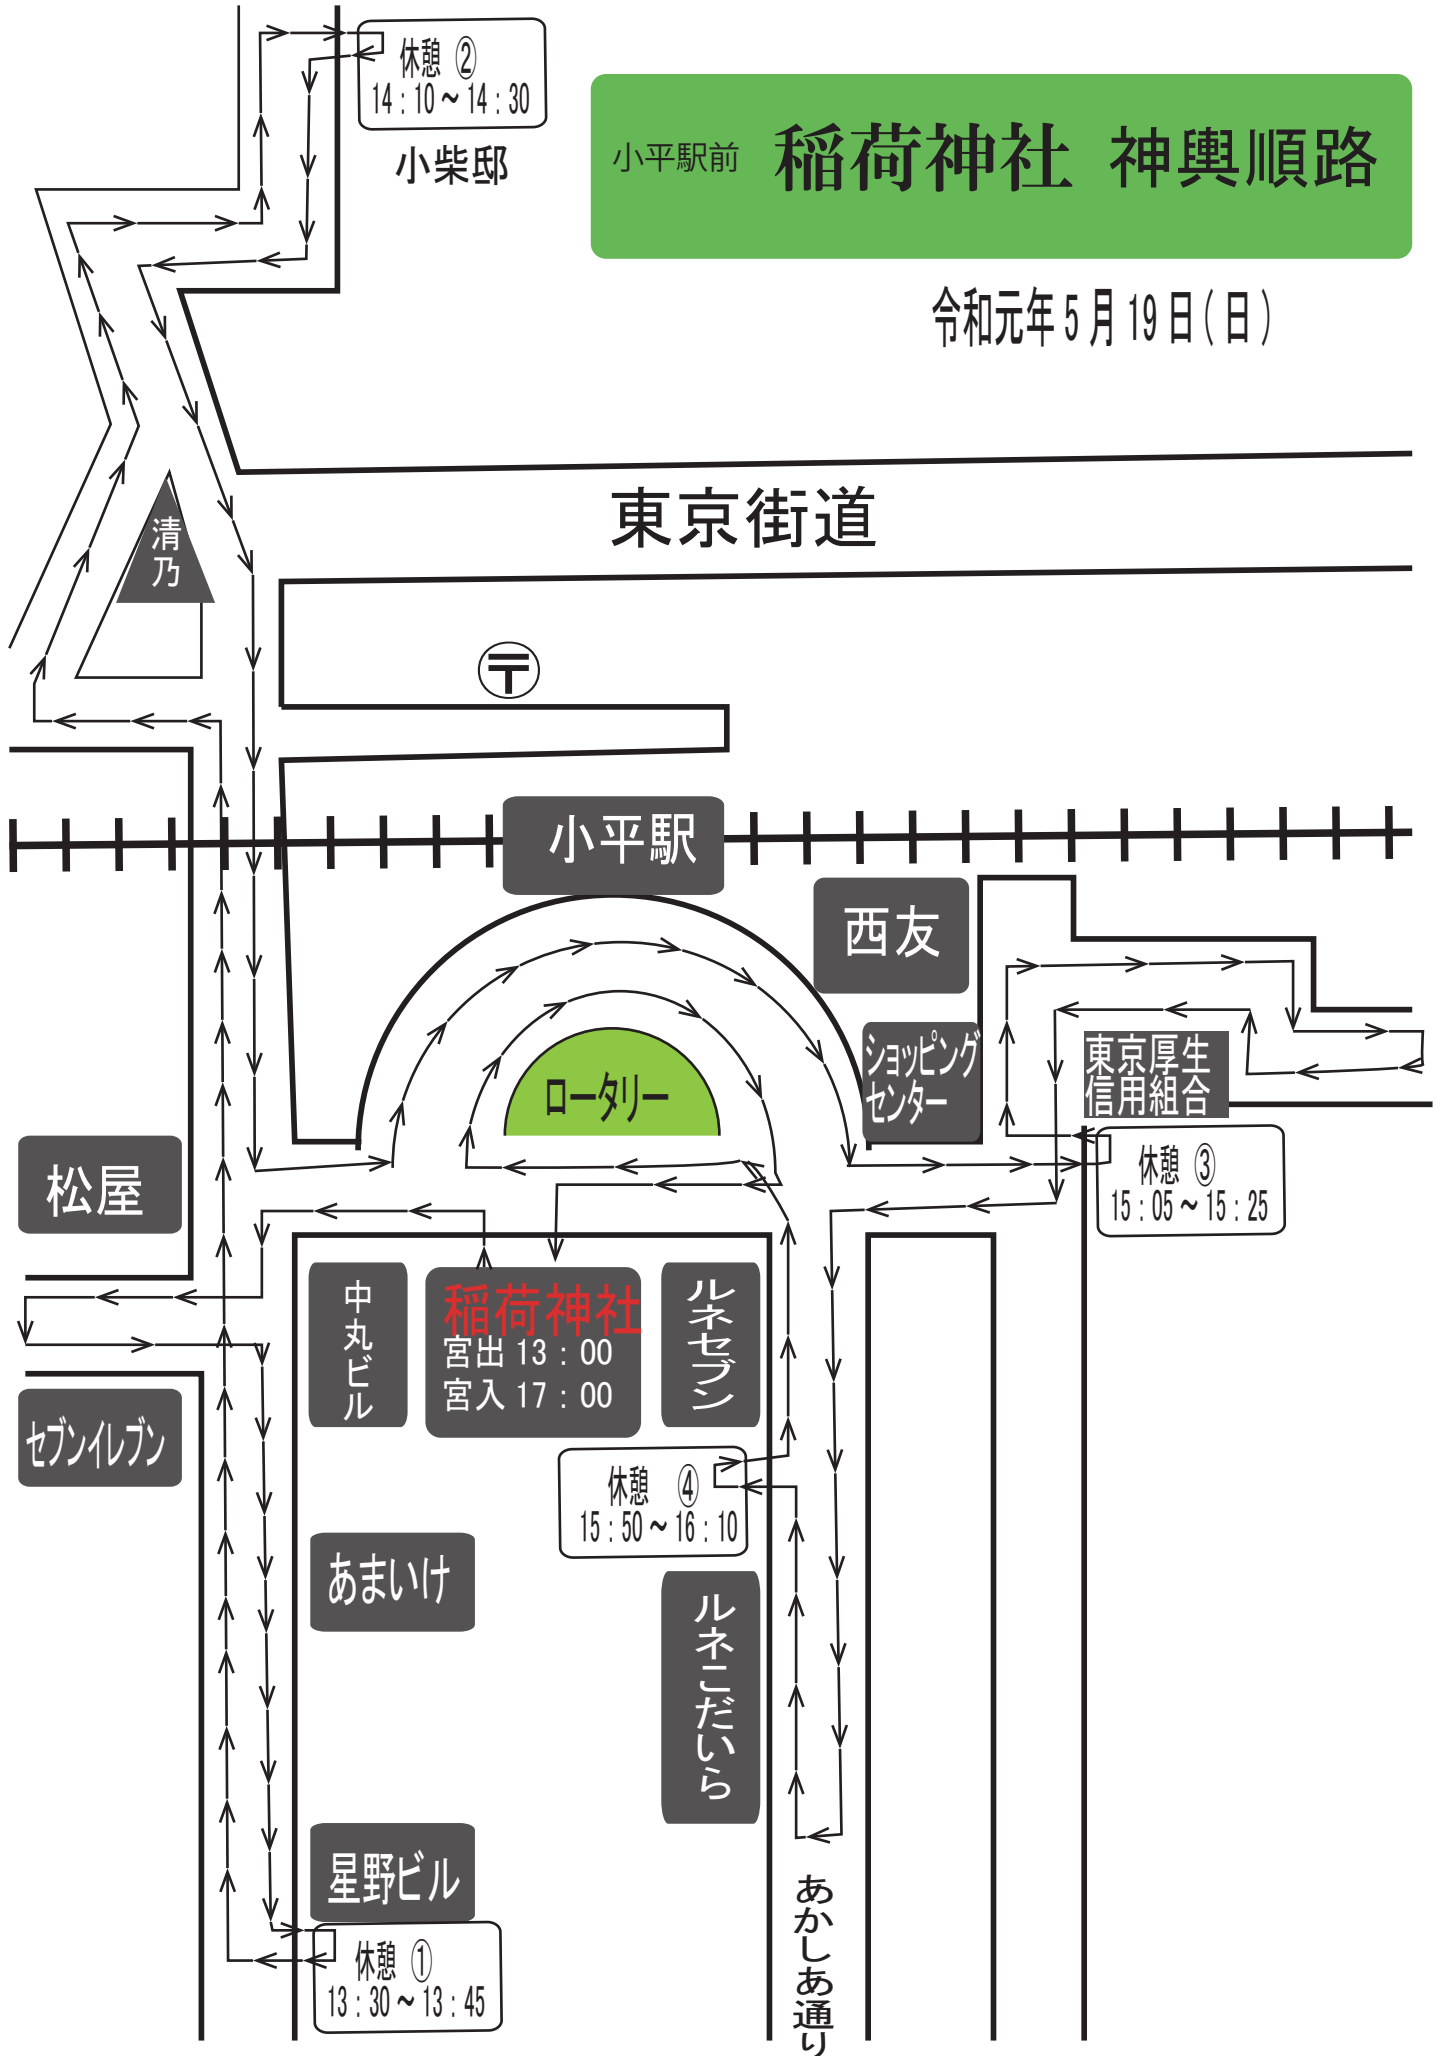 休憩 ②
14：10～14：30
小柴邸
小平駅前 稲荷神社 神輿順路
令和元年5月19日(日)
東京街道
清乃
〒
小平駅
西友
ショッピング
センター
東京厚生
信用組合
ロータリー
休憩 ③
15：05～15：25
松屋
中丸ビル
稲荷神社
宮出13：00
宮入17：00
ルネセブン
セブンイレブン
休憩 ④
15：50～16：10
あまいけ
ルネこだいら
星野ビル
休憩 ①
13：30～13：45
あかしあ通り